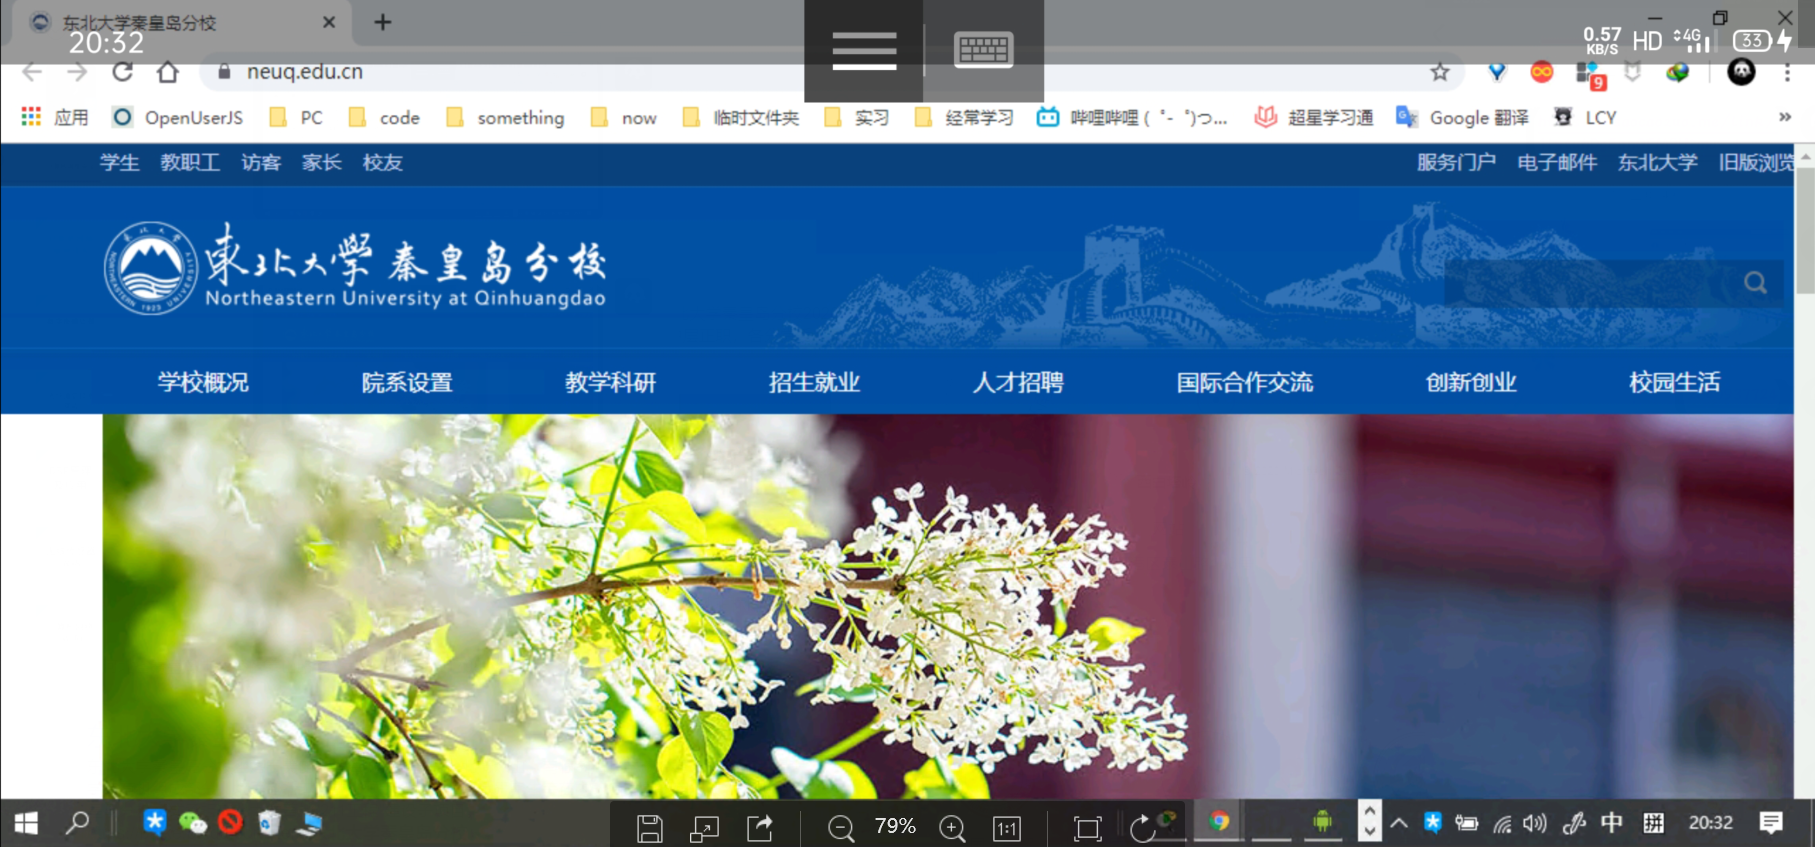 东北大学秦皇岛分校
20:32
0.57
KB/S
HD
4G
33
neuq.edu.cn
9
应用
OpenUserJS
PC
code
something
now
临时文件夹
实习
经常学习
哔哩哔哩 ( ゜- ゜)つ...
超星学习通
Google 翻译
LCY
»
学生 教职工 访客 家长 校友
服务门户 电子邮件 东北大学 旧版浏览
東北大学 秦皇岛分校
Northeastern University at Qinhuangdao
学校概况 院系设置 教学科研 招生就业 人才招聘 国际合作交流 创新创业 校园生活
79%
1:1
中
拼
20:32